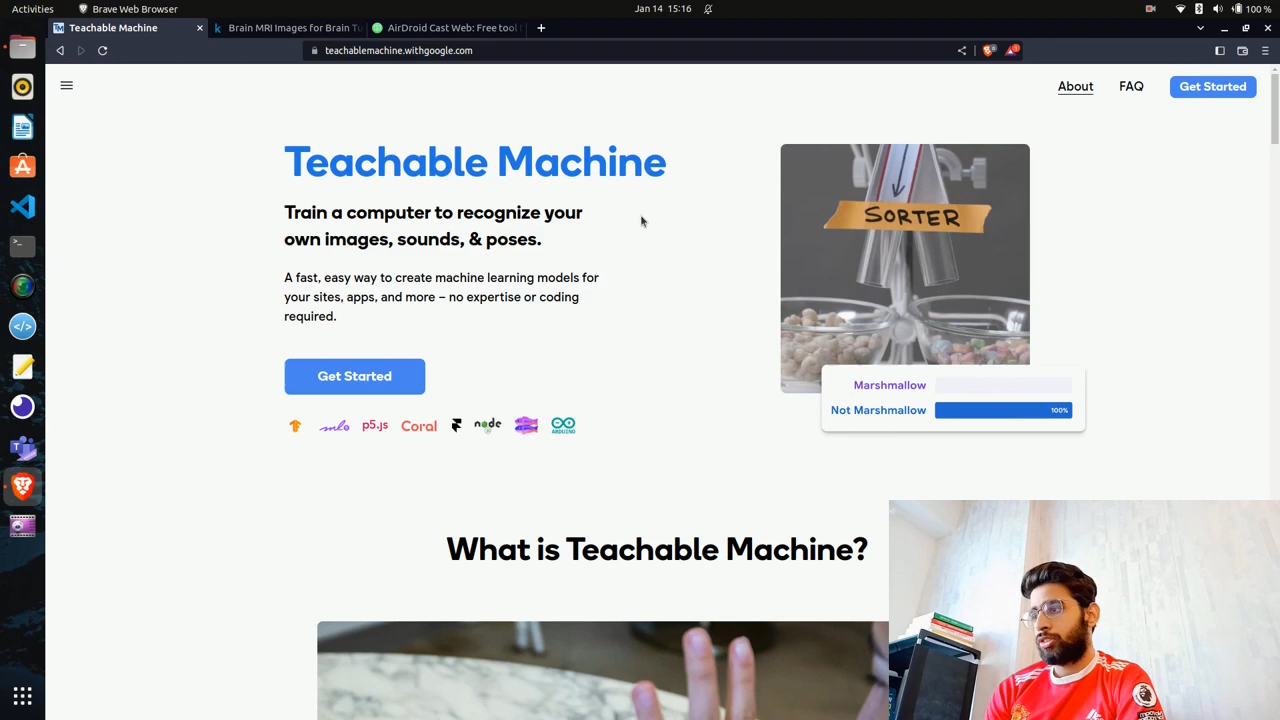 Activities
Brave Web Browser
Jan 14 15:16
100 %
Teachable Machine
Brain MRI Images for Brain Tu
AirDroid Cast Web: Free tool f
teachablemachine.withgoogle.com
About
FAQ
Get Started
Teachable Machine
Train a computer to recognize your
own images, sounds, & poses.
A fast, easy way to create machine learning models for
your sites, apps, and more – no expertise or coding
required.
SORTER
Marshmallow
Not Marshmallow
100%
Get Started
p5.js
Coral
node
ARDUINO
What is Teachable Machine?